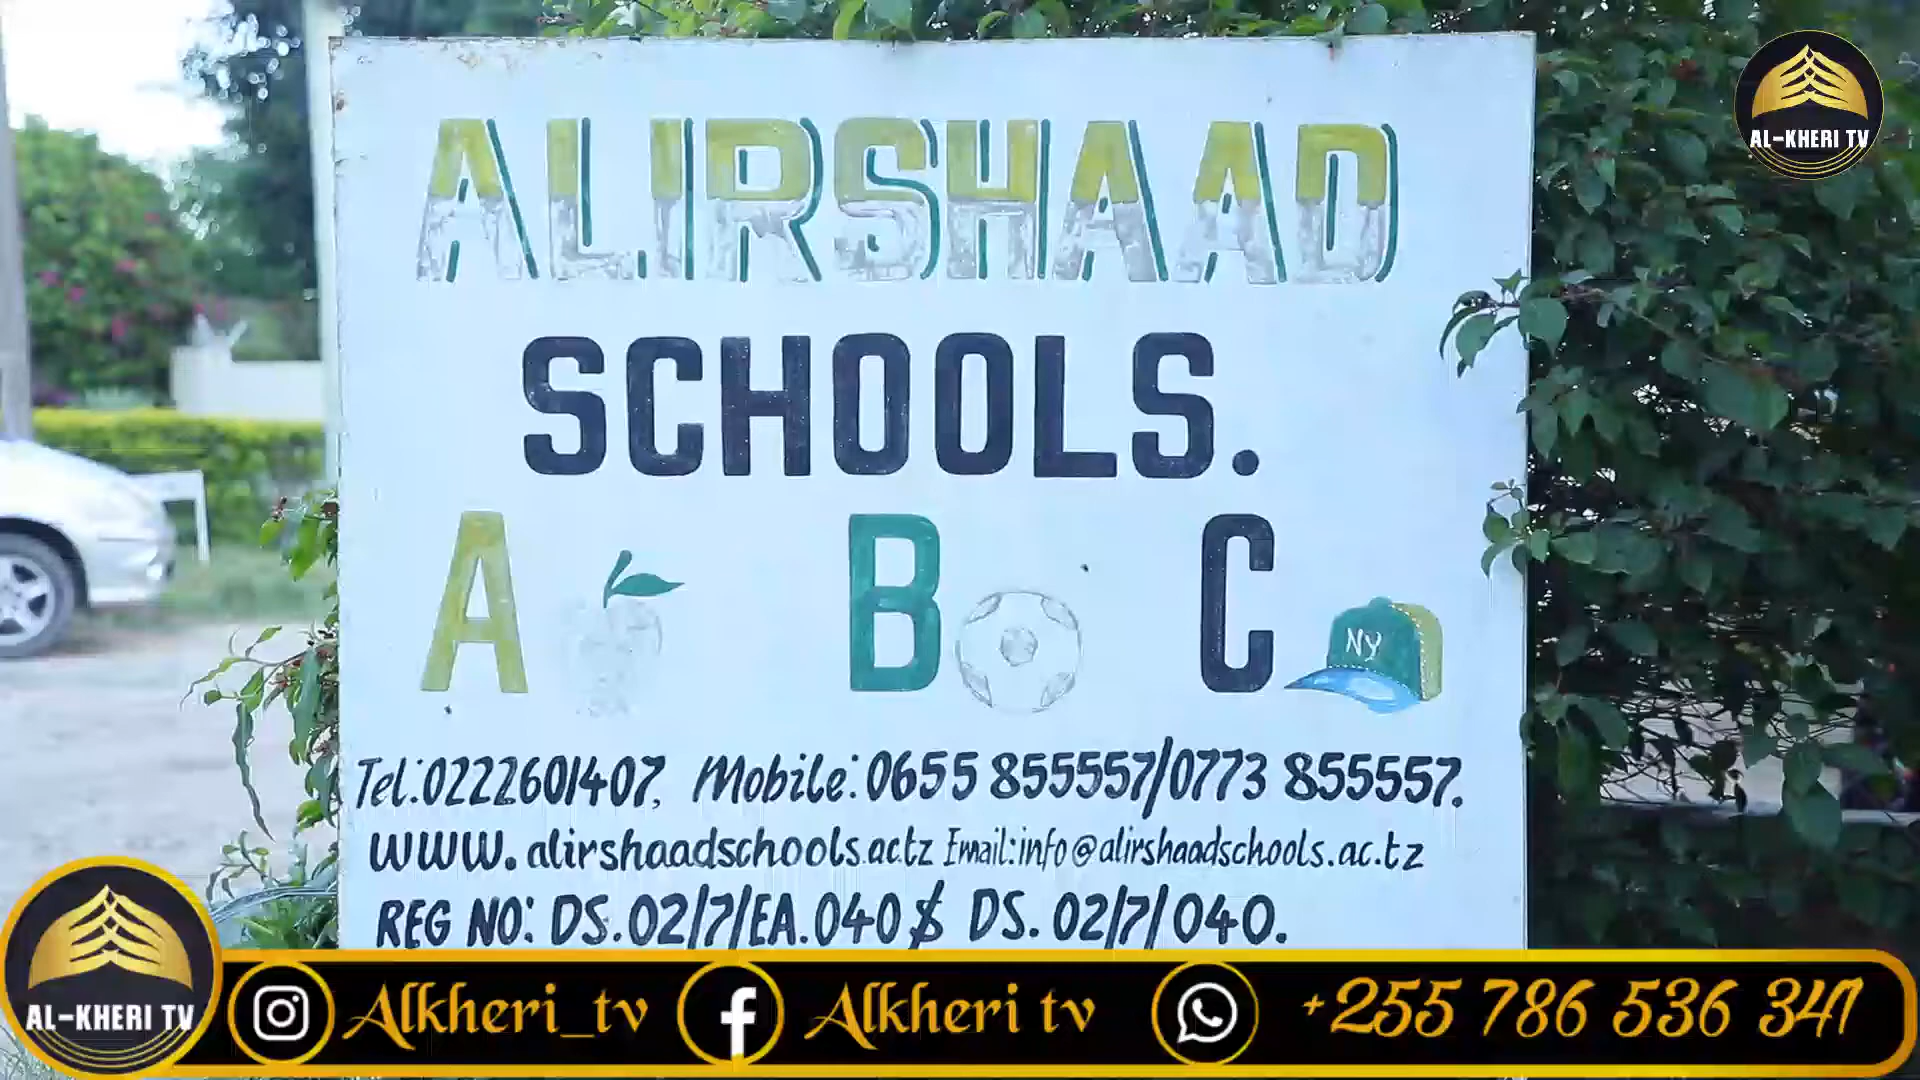 AL-KHERI TV
ALIRSHAAD
SCHOOLS.
A B C
NY
Tel:0222601407, Mobile:0655 855557/0773 855557.
WWW.alirshaadschools.ac.tz Email:info@alirshaadschools.ac.tz
REG NO: DS.02/7/EA.040 $ DS. 02/7/040.
AL-KHERI TV
Alkheri_tv Alkheri tv +255 786 536 341